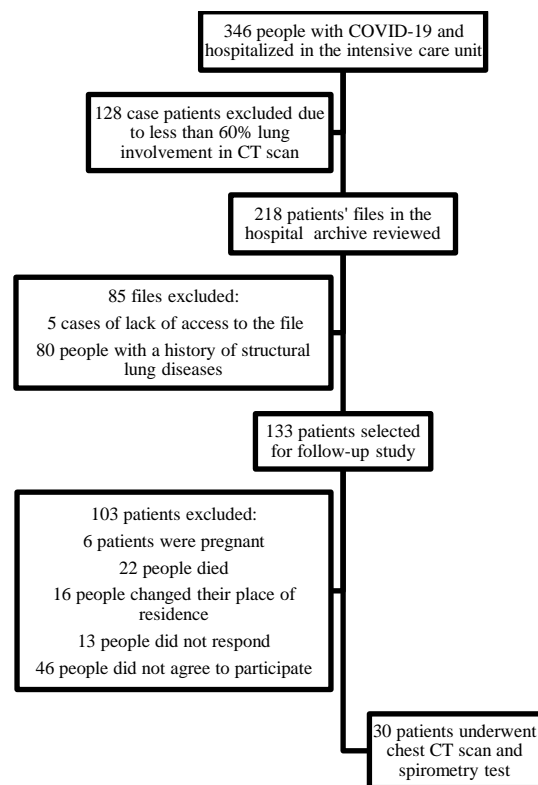 346 people with COVID-19 and
hospitalized in the intensive care unit
128 case patients excluded due
to less than 60% lung
involvement in CT scan
218 patients' files in the
hospital archive reviewed
85 files excluded:
5 cases of lack of access to the file
80 people with a history of structural
lung diseases
133 patients selected
for follow-up study
103 patients excluded:
6 patients were pregnant
22 people died
16 people changed their place of
residence
13 people did not respond
46 people did not agree to participate
30 patients underwent
chest CT scan and
spirometry test